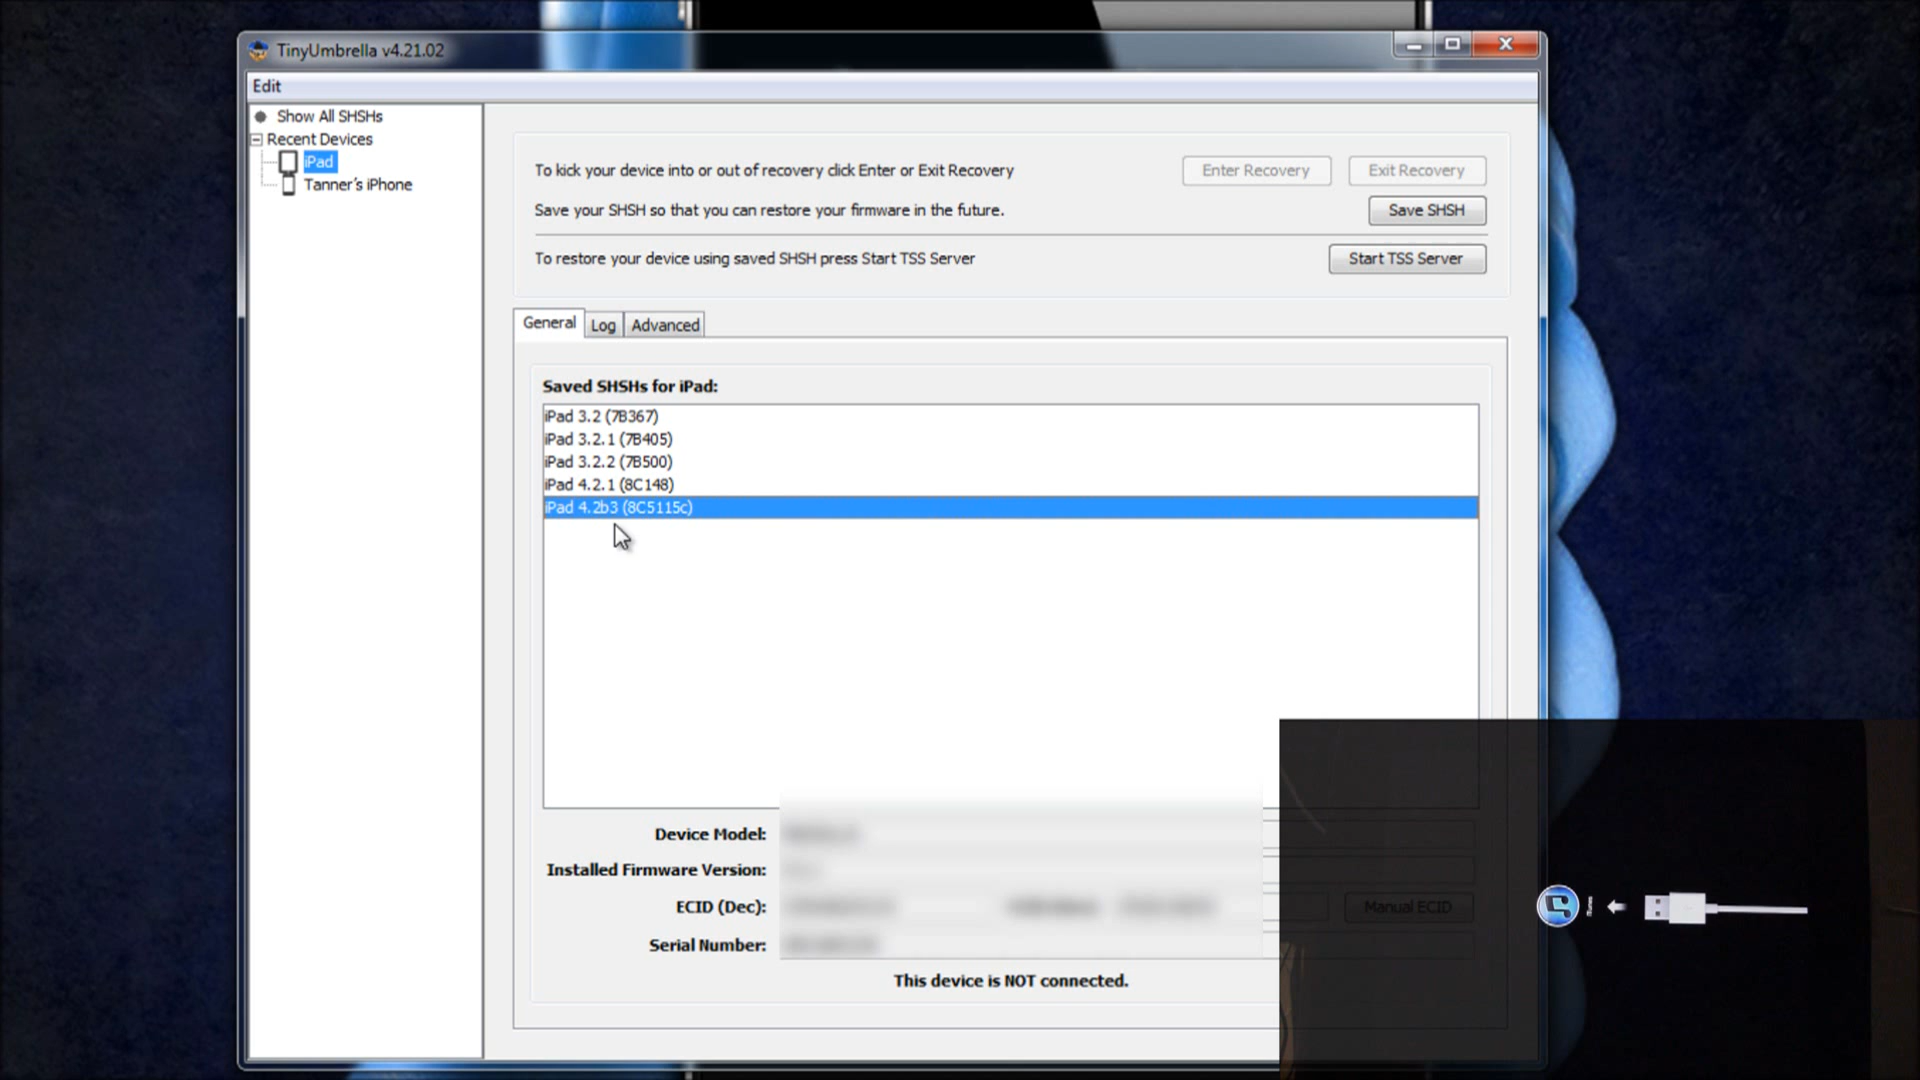 TinyUmbrella v4.21.02
Edit
Show All SHSHs
Recent Devices
iPad
Tanner's iPhone
To kick your device into or out of recovery click Enter or Exit Recovery
Enter Recovery
Exit Recovery
Save your SHSH so that you can restore your firmware in the future.
Save SHSH
To restore your device using saved SHSH press Start TSS Server
Start TSS Server
General
Log
Advanced
Saved SHSHs for iPad:
iPad 3.2 (7B367)
iPad 3.2.1 (7B405)
iPad 3.2.2 (7B500)
iPad 4.2.1 (8C148)
iPad 4.2b3 (8C5115c)
Device Model:
Installed Firmware Version:
ECID (Dec):
Manual ECID
Serial Number:
This device is NOT connected.
iTunes